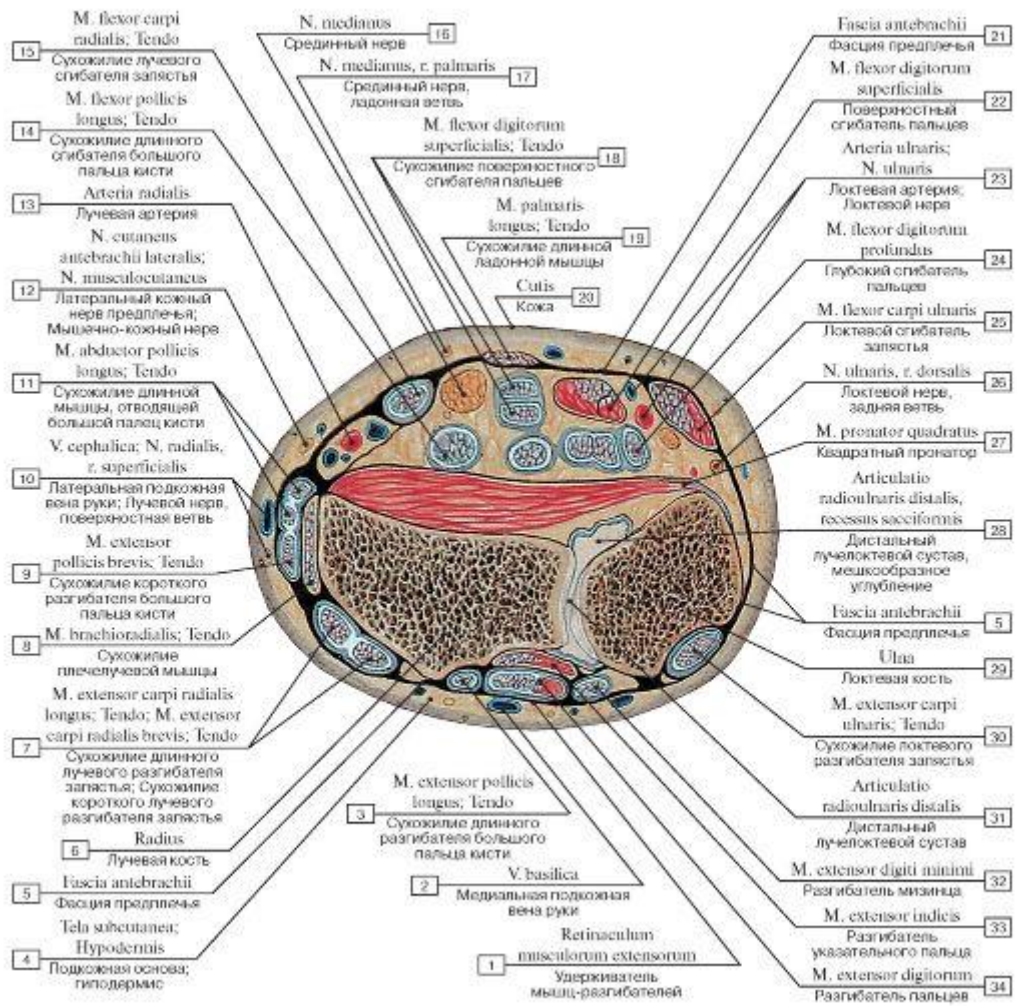 M. flexor carpi
radialis; Tendo
15
Сухожилие лучевого
сгибателя запястья
M. flexor pollicis
longus; Tendo
14
Сухожилие длинного
сгибателя большого
пальца кисти
Arteria radialis
13
Лучевая артерия
N. cutaneus
antebrachii lateralis;
N. musculocutaneus
12
Латеральный кожный
нерв предплечья;
Мышечно-кожный нерв
M. abductor pollicis
longus; Tendo
11
Сухожилие длинной
мышцы, отводящей
большой палец кисти
V. cephalica; N. radialis,
r. superficialis
10
Латеральная подкожная
вена руки; Лучевой нерв,
поверхностная ветвь
M. extensor
pollicis brevis; Tendo
9
Сухожилие короткого
разгибателя большого
пальца кисти
M. brachioradialis; Tendo
8
Сухожилие
плечелучевой мышцы
M. extensor carpi radialis
longus; Tendo; M. extensor
carpi radialis brevis; Tendo
7
Сухожилие длинного
лучевого разгибателя
запястья; Сухожилие
короткого лучевого
разгибателя запястья
Radius
6
Лучевая кость
Fascia antebrachii
5
Фасция предплечья
Tela subcutanea;
Hypodermis
4
Подкожная основа;
гиподермис
N. medianus
16
Срединный нерв
N. medianus, r. palmaris
17
Срединный нерв,
ладонная ветвь
M. flexor digitorum
superficialis; Tendo
18
Сухожилие поверхностного
сгибателя пальцев
M. palmaris
longus; Tendo
19
Сухожилие длинной
ладонной мышцы
Cutis
20
Кожа
M. extensor pollicis
longus; Tendo
3
Сухожилие длинного
разгибателя большого
пальца кисти
V. basilica
2
Медиальная подкожная
вена руки
Retinaculum
musculorum extensorum
1
Удерживатель
мышц-разгибателей
Fascia antebrachii
21
Фасция предплечья
M. flexor digitorum
superficialis
22
Поверхностный
сгибатель пальцев
Arteria ulnaris;
N. ulnaris
23
Локтевая артерия;
Локтевой нерв
M. flexor digitorum
profundus
24
Глубокий сгибатель
пальцев
M. flexor carpi ulnaris
25
Локтевой сгибатель
запястья
N. ulnaris, r. dorsalis
26
Локтевой нерв,
задняя ветвь
M. pronator quadratus
27
Квадратный пронатор
Articulatio
radioulnaris distalis,
recessus sacciformis
28
Дистальный
лучелоктевой сустав,
мешкообразное
углубление
Fascia antebrachii
5
Фасция предплечья
Ulna
29
Локтевая кость
M. extensor carpi
ulnaris; Tendo
30
Сухожилие локтевого
разгибателя запястья
Articulatio
radioulnaris distalis
31
Дистальный
лучелоктевой сустав
M. extensor digiti minimi
32
Разгибатель мизинца
M. extensor indicis
33
Разгибатель
указательного пальца
M. extensor digitorum
34
Разгибатель пальцев